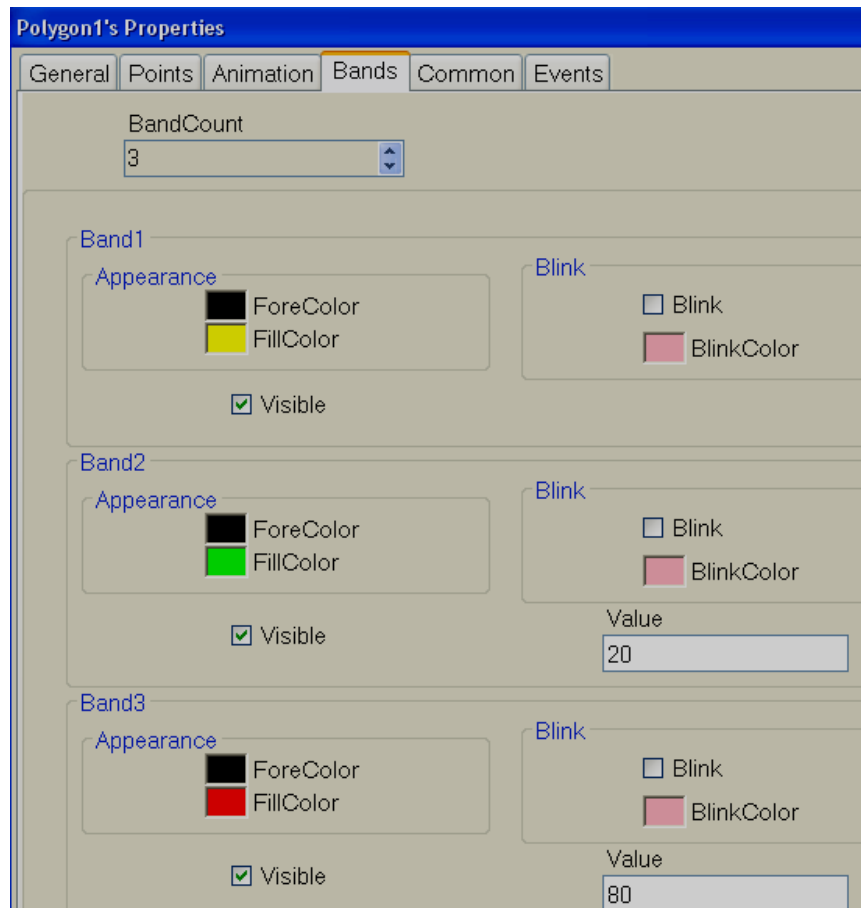 Polygon1's Properties
General Points Animation Bands Common Events
BandCount
3
Band1
Appearance
ForeColor
FillColor
Visible
Blink
Blink
BlinkColor
Band2
Appearance
ForeColor
FillColor
Visible
Blink
Blink
BlinkColor
Value
20
Band3
Appearance
ForeColor
FillColor
Visible
Blink
Blink
BlinkColor
Value
80